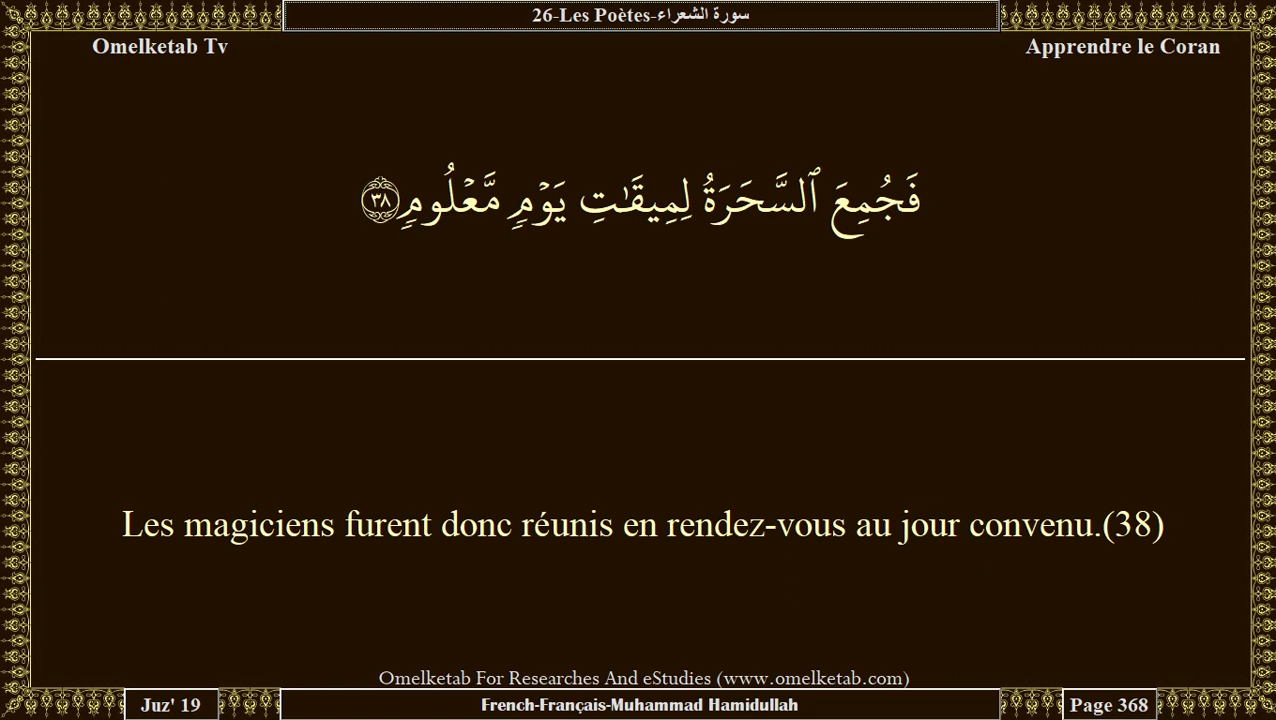 26-Les Poètes-سورة الشعراء
Omelketab Tv
Apprendre le Coran
فَجُمِعَ ٱلسَّحَرَةُ لِمِيقَٰتِ يَوۡمٖ مَّعۡلُومٖ ٣٨
Les magiciens furent donc réunis en rendez-vous au jour convenu.(38)
Omelketab For Researches And eStudies (www.omelketab.com)
Juz' 19
French-Français-Muhammad Hamidullah
Page 368